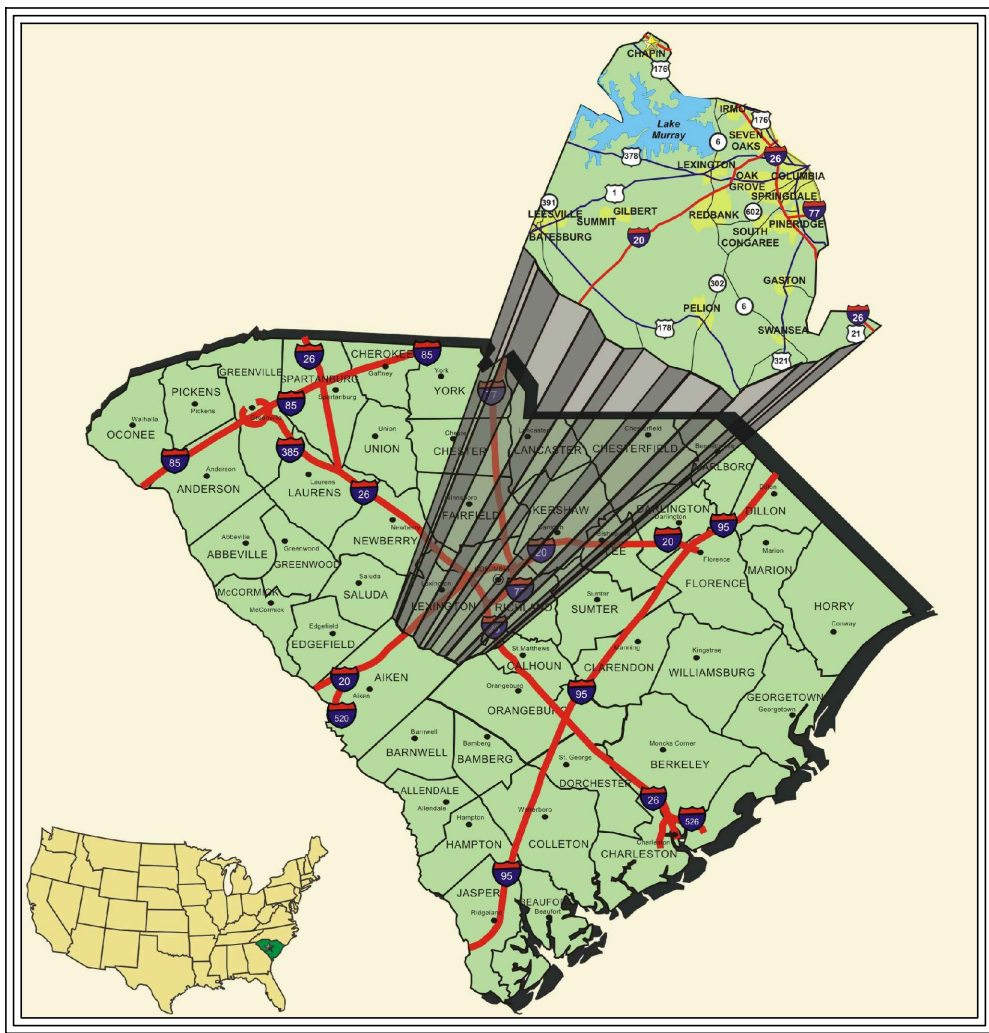 CHAPIN
176
IRMO
176
Lake
Murray
6
SEVEN
OAKS
26
378
LEXINGTON
OAK
GROVE
COLUMBIA
1
SPRINGDALE
391
LEESVILLE
SUMMIT
GILBERT
REDBANK
602
77
PINERIDGE
BATESBURG
20
SOUTH
CONGAREE
302
GASTON
6
PELION
26
178
SWANSEA
21
321
CHEROKEE
85
26
Gaffney
GREENVILLE
SPARTANBURG
York
YORK
PICKENS
Pickens
85
Spartanburg
77
Walhalla
OCONEE
Union
UNION
Chester
CHESTER
Lancaster
LANCASTER
Chesterfield
CHESTERFIELD
385
85
Anderson
ANDERSON
Laurens
LAURENS
26
MARLBORO
Dillon
DILLON
FAIRFIELD
KERSHAW
DARLINGTON
Darlington
95
Newberry
NEWBERRY
Abbeville
ABBEVILLE
Greenwood
GREENWOOD
20
20
LEE
Florence
FLORENCE
Marion
MARION
Saluda
SALUDA
McCORMICK
McCormick
Lexington
LEXINGTON
77
RICHLAND
Sumter
SUMTER
HORRY
Conway
Edgefield
EDGEFIELD
St.Matthews
CALHOUN
Manning
CLARENDON
Kingstree
WILLIAMSBURG
20
AIKEN
Aiken
Orangeburg
ORANGEBURG
95
GEORGETOWN
Georgetown
520
Barnwell
BARNWELL
Bamberg
BAMBERG
St. George
DORCHESTER
Moncks Corner
BERKELEY
ALLENDALE
Allendale
26
526
Hampton
HAMPTON
Walterboro
COLLETON
Charleston
CHARLESTON
95
JASPER
Ridgeland
BEAUFORT
Beaufort